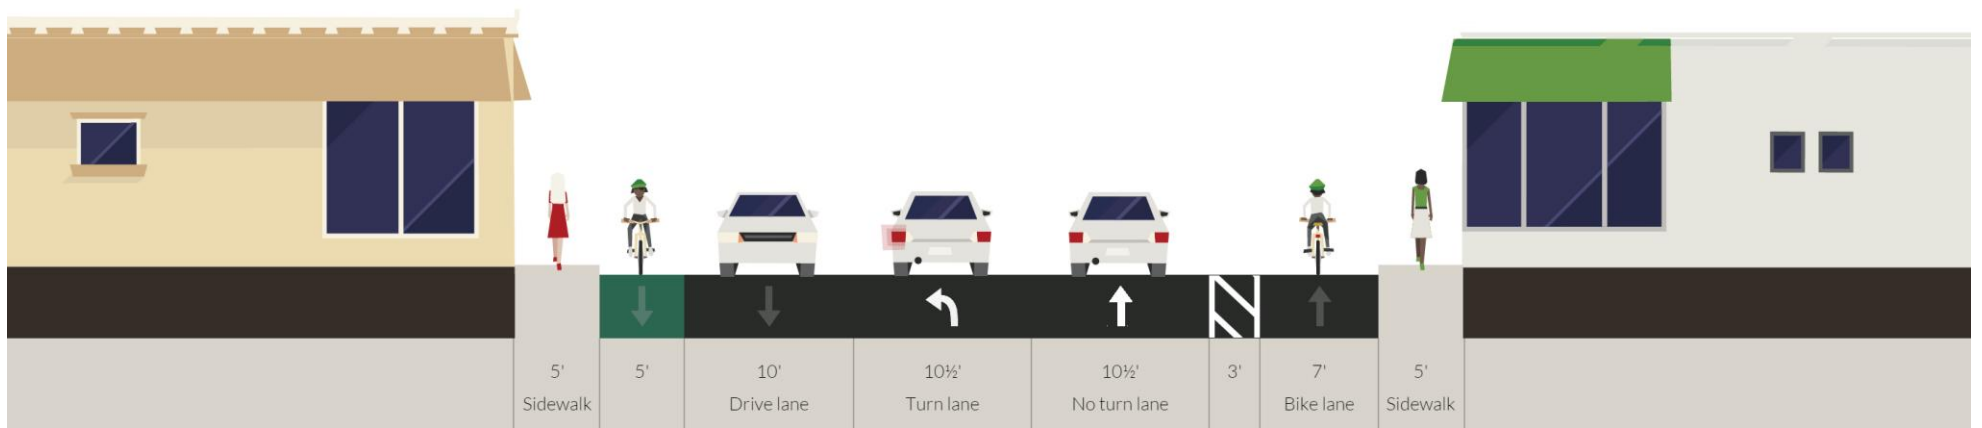 5' 5' 10' 10½' 10½' 3' 7' 5'
Sidewalk Drive lane Turn lane No turn lane Bike lane Sidewalk